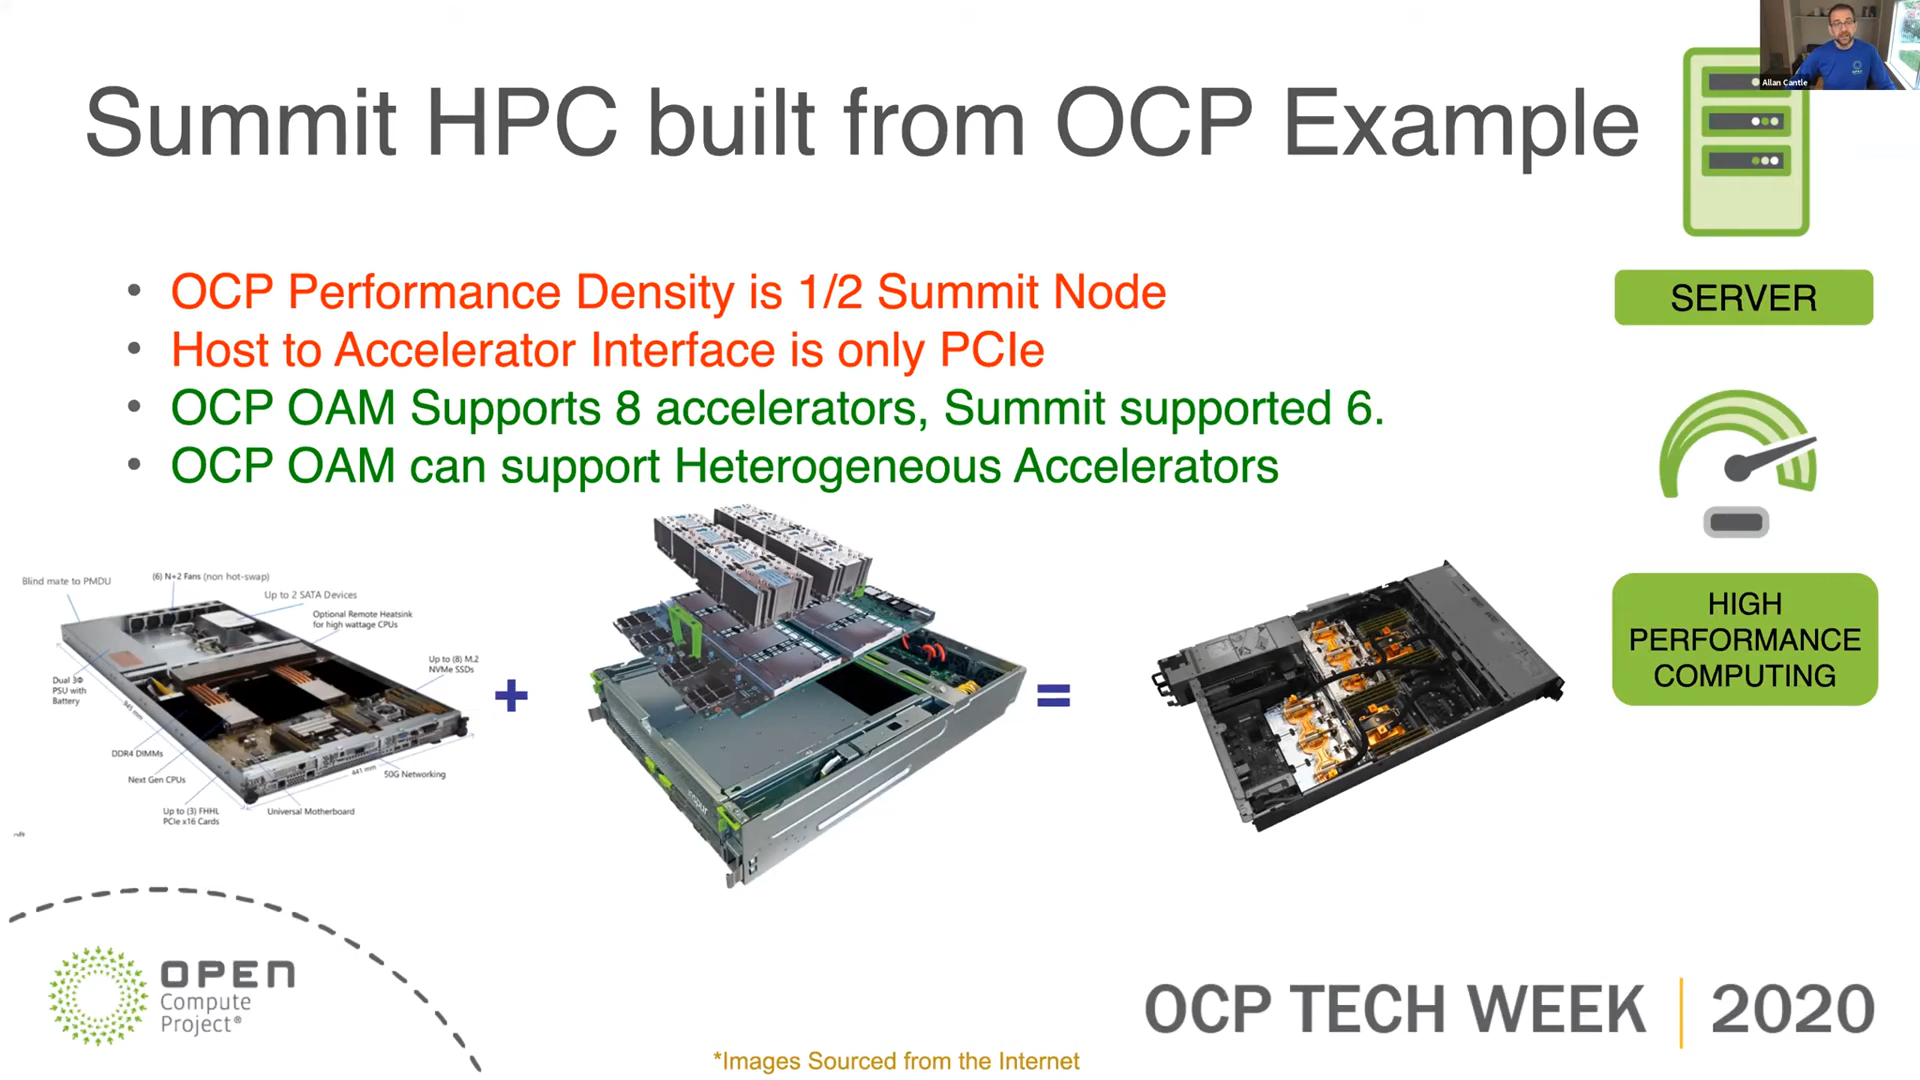 Allan Cantle
Summit HPC built from OCP Example
• OCP Performance Density is 1/2 Summit Node
• Host to Accelerator Interface is only PCIe
• OCP OAM Supports 8 accelerators, Summit supported 6.
• OCP OAM can support Heterogeneous Accelerators
SERVER
HIGH
PERFORMANCE
COMPUTING
Blind mate to PMDU
(6) N+2 Fans (non hot-swap)
Up to 2 SATA Devices
Optional Remote Heatsink
for high wattage CPUs
Up to (8) M.2
NVMe SSDs
Dual 3Φ
PSU with
Battery
945 mm
DDR4 DIMMs
Next Gen CPUs
Up to (3) FHHL
PCIe x16 Cards
441 mm
50G Networking
Universal Motherboard
+
inspur
=
OPEN
Compute
Project®
OCP TECH WEEK | 2020
*Images Sourced from the Internet